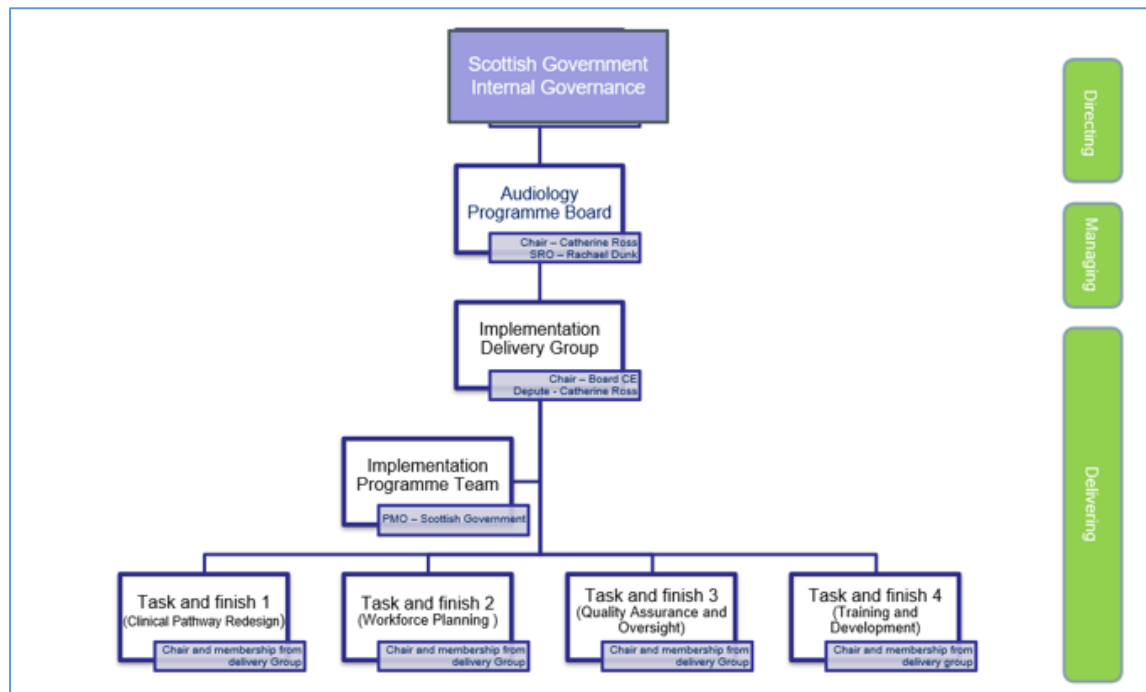 Scottish Government
Internal Governance
Directing
Audiology
Programme Board
Chair – Catherine Ross
SRO – Rachael Dunk
Managing
Implementation
Delivery Group
Chair – Board CE
Depute - Catherine Ross
Delivering
Implementation
Programme Team
PMO – Scottish Government
Task and finish 1
(Clinical Pathway Redesign)
Chair and membership from
delivery Group
Task and finish 2
(Workforce Planning )
Chair and membership from
delivery Group
Task and finish 3
(Quality Assurance and
Oversight)
Chair and membership from
delivery Group
Task and finish 4
(Training and
Development)
Chair and membership from
delivery group